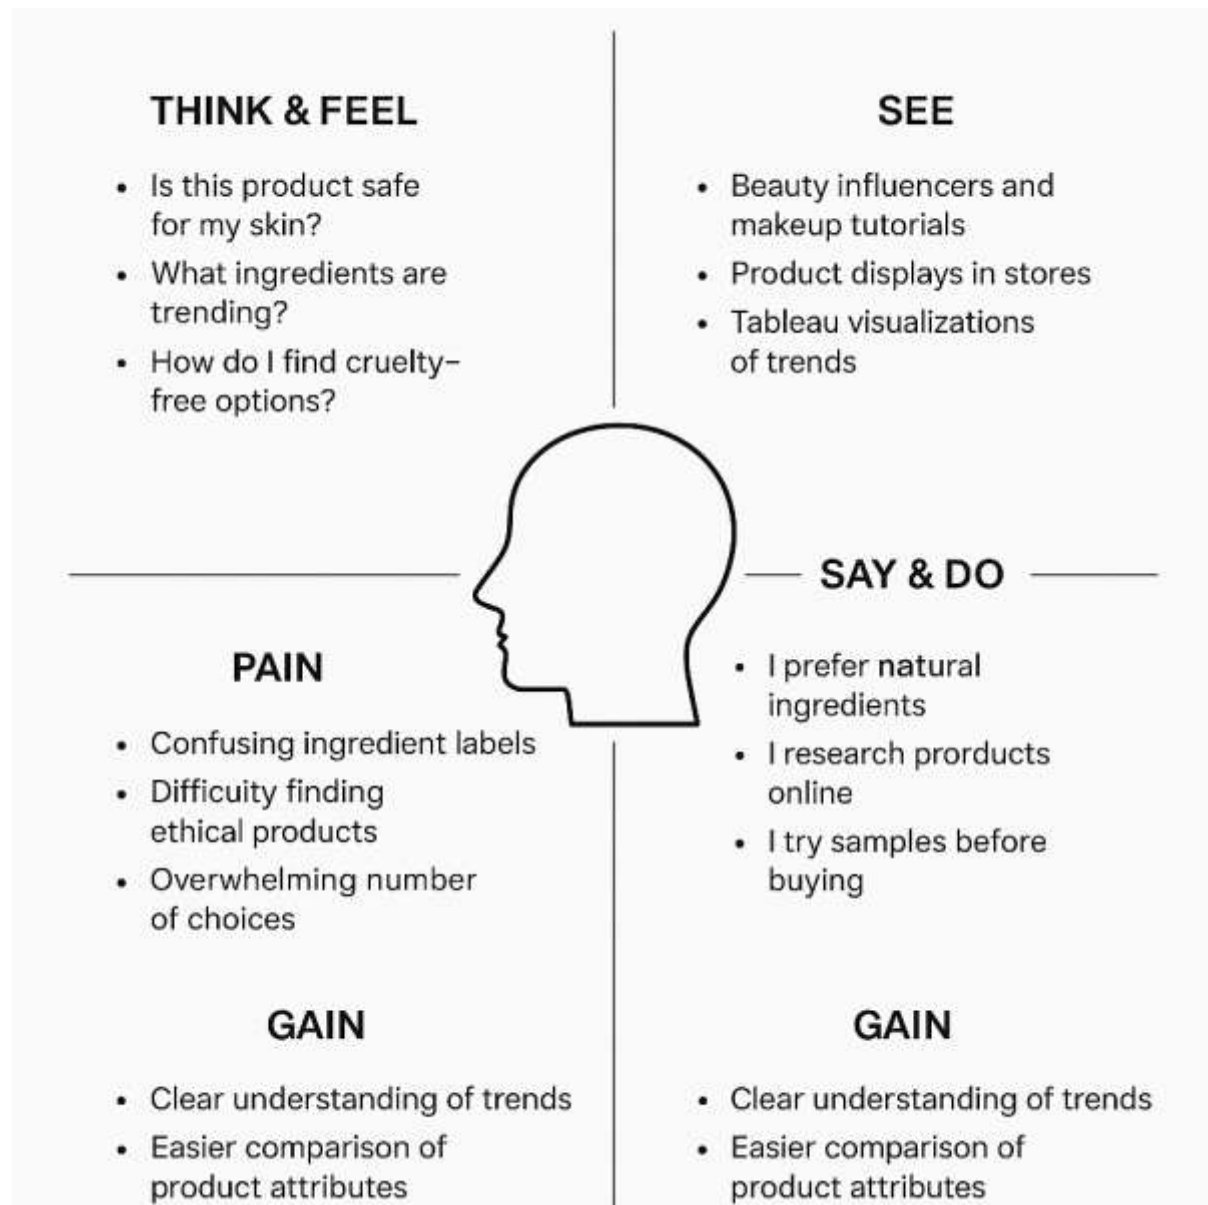 THINK & FEEL
• Is this product safe
for my skin?
• What ingredients are
trending?
• How do I find cruelty–
free options?
SEE
• Beauty influencers and
makeup tutorials
• Product displays in stores
• Tableau visualizations
of trends
PAIN
• Confusing ingredient labels
• Difficuity finding
ethical products
• Overwhelming number
of choices
SAY & DO
• I prefer natural
ingredients
• I research prorducts
online
• I try samples before
buying
GAIN
• Clear understanding of trends
• Easier comparison of
product attributes
GAIN
• Clear understanding of trends
• Easier comparison of
product attributes